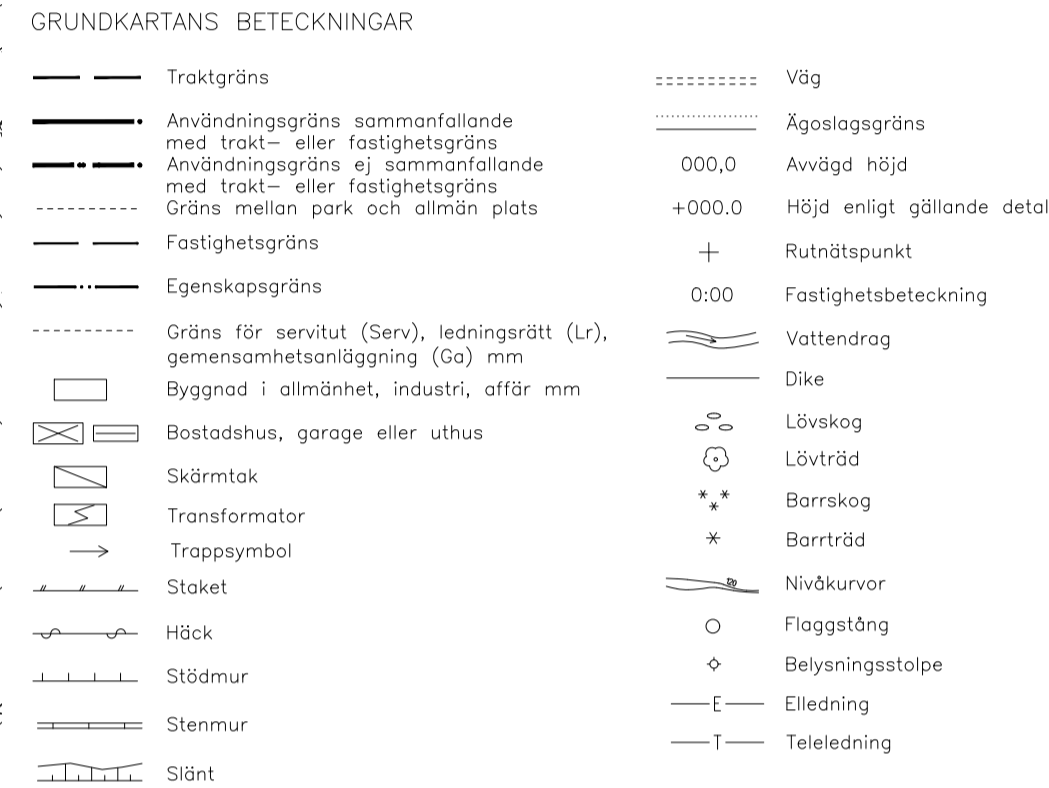 GRUNDKARTANS BETECKNINGAR
Traktgräns
Användningsgräns sammanfallande
med trakt– eller fastighetsgräns
Användningsgräns ej sammanfallande
med trakt– eller fastighetsgräns
Gräns mellan park och allmän plats
Fastighetsgräns
Egenskapsgräns
Gräns för servitut (Serv), ledningsrätt (Lr),
gemensamhetsanläggning (Ga) mm
Byggnad i allmänhet, industri, affär mm
Bostadshus, garage eller uthus
Skärmtak
Transformator
Trappsymbol
Staket
Häck
Stödmur
Stenmur
Slänt
Väg
Ägoslagsgräns
000,0 Avvägd höjd
+000.0 Höjd enligt gällande detal
Rutnätspunkt
0:00 Fastighetsbeteckning
Vattendrag
Dike
Lövskog
Lövträd
Barrskog
Barrträd
120 Nivåkurvor
Flaggstång
Belysningsstolpe
E Elledning
T Teleledning